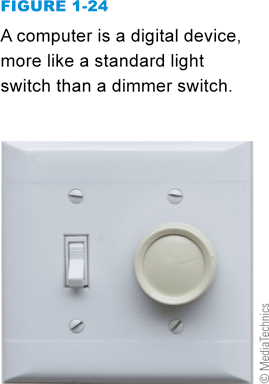 FIGURE 1-24
A computer is a digital device,
more like a standard light
switch than a dimmer switch.
© MediaTechnics